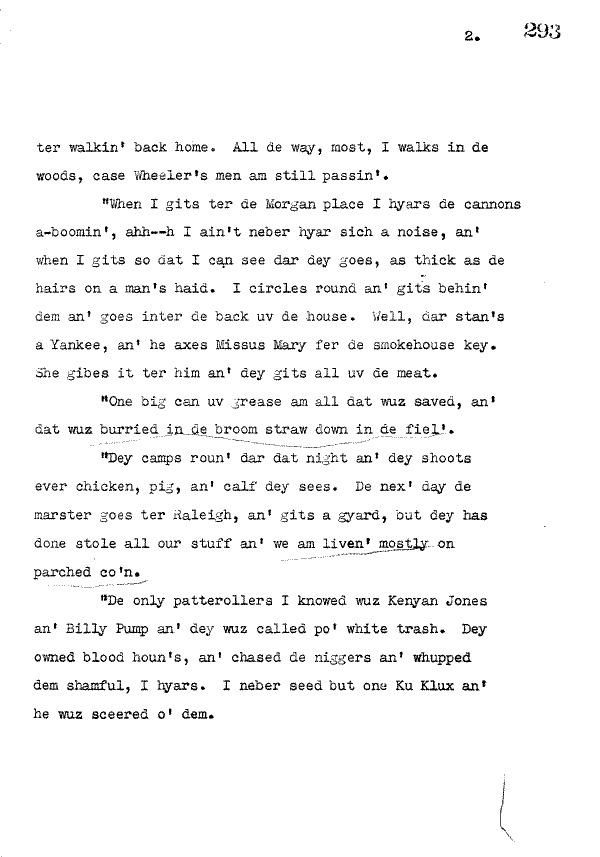 2. 293
ter walkin' back home. All de way, most, I walks in de
woods, case Wheeler's men am still passin'.
"When I gits ter de Morgan place I hyars de cannons
a-boomin', ahh--h I ain't neber hyar sich a noise, an'
when I gits so dat I can see dar dey goes, as thick as de
hairs on a man's haid. I circles round an' gits behin'
dem an' goes inter de back uv de house. Well, dar stan's
a Yankee, an' he axes Missus Mary fer de smokehouse key.
She gibes it ter him an' dey gits all uv de meat.
"One big can uv grease am all dat wuz saved, an'
dat wuz burried in de broom straw down in de fiel'.
"Dey camps roun' dar dat night an' dey shoots
ever chicken, pig, an' calf dey sees. De nex' day de
marster goes ter Raleigh, an' gits a gyard, but dey has
done stole all our stuff an' we am liven' mostly on
parched co'n.
"De only patterollers I knowed wuz Kenyan Jones
an' Billy Pump an' dey wuz called po' white trash. Dey
owned blood houn's, an' chased de niggers an' whupped
dem shamful, I hyars. I neber seed but one Ku Klux an'
he wuz sceered o' dem.